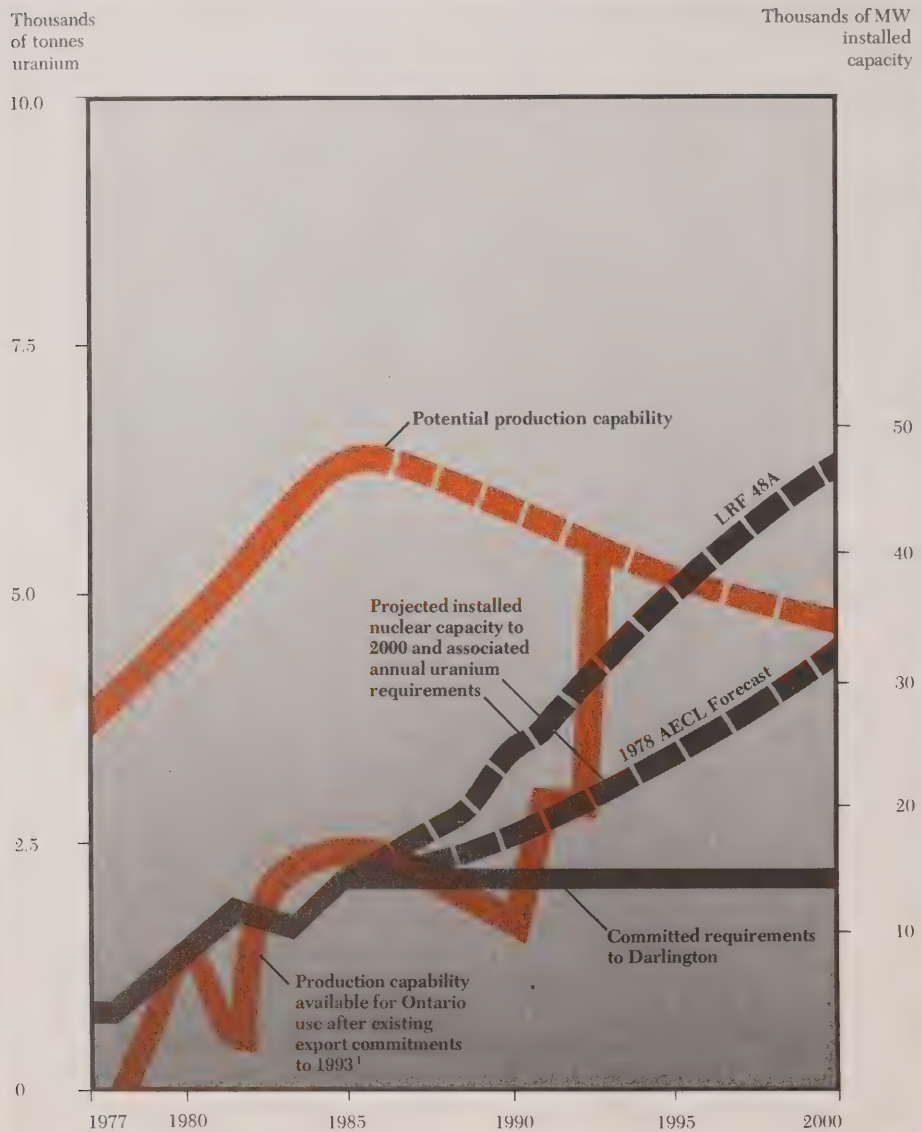 Thousands
of tonnes
uranium
Thousands of MW
installed
capacity
10.0
7.5
5.0
2.5
0
50
40
30
20
10
Potential production capability
LRF 48A
Projected installed
nuclear capacity to
2000 and associated
annual uranium
requirements
1978 AECL Forecast
Committed requirements
to Darlington
Production capability
available for Ontario
use after existing
export commitments
to 1993¹
1977
1980
1985
1990
1995
2000